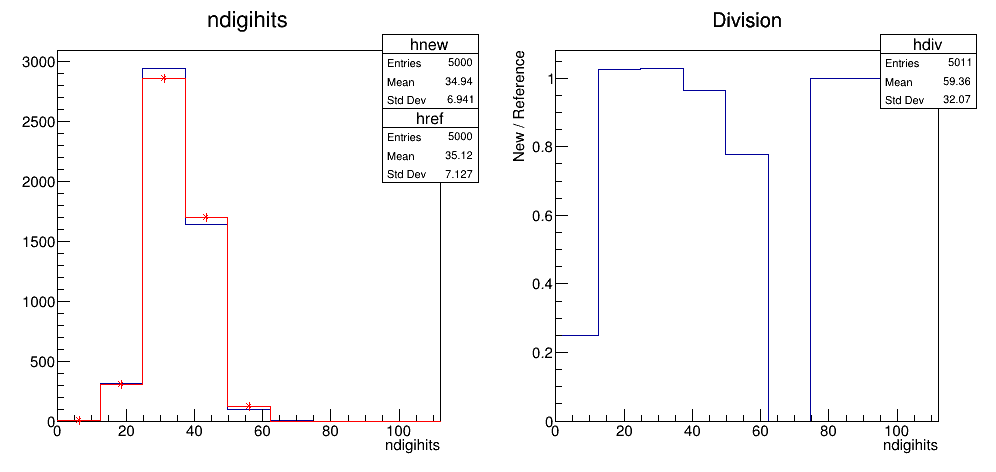 ndigihits
hnew
Entries 5000
Mean 34.94
Std Dev 6.941
href
Entries 5000
Mean 35.12
Std Dev 7.127
3000
2500
2000
1500
1000
500
0
0 20 40 60 80 100
ndigihits
Division
hdiv
Entries 5011
Mean 59.36
Std Dev 32.07
New / Reference
1
0.8
0.6
0.4
0.2
0
0 20 40 60 80 100
ndigihits